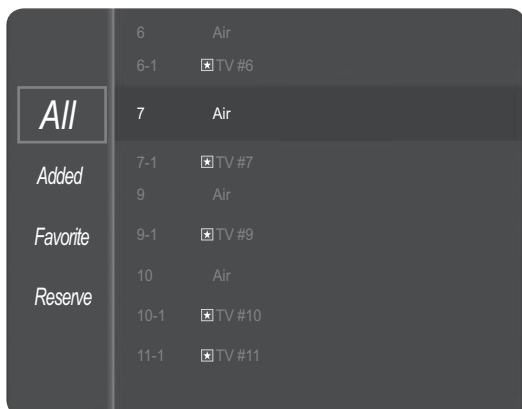 All
Added
Favorite
Reserve
6 Air
6-1 TV #6
7 Air
7-1 TV #7
9 Air
9-1 TV #9
10 Air
10-1 TV #10
11-1 TV #11